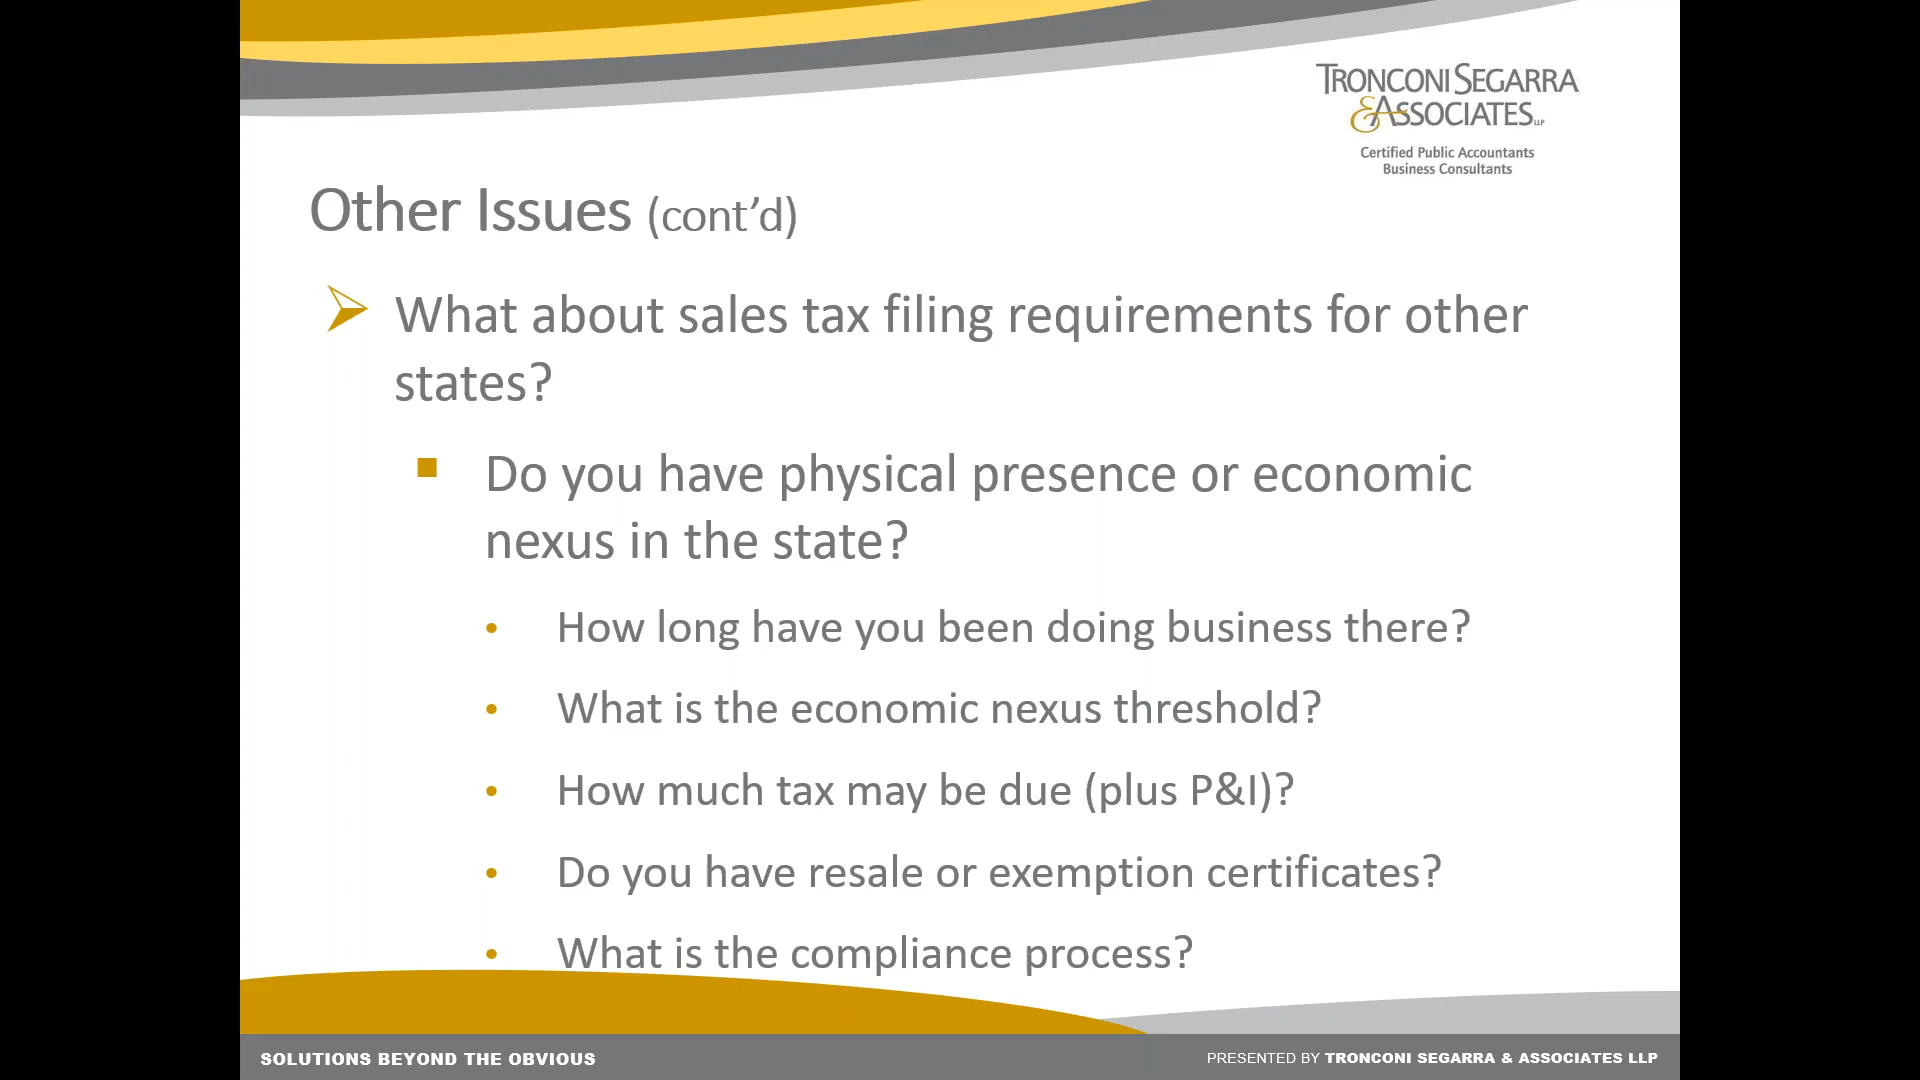 TRONCONI SEGARRA
& ASSOCIATES LLP
Certified Public Accountants
Business Consultants
Other Issues (cont’d)
What about sales tax filing requirements for other
states?
Do you have physical presence or economic
nexus in the state?
How long have you been doing business there?
What is the economic nexus threshold?
How much tax may be due (plus P&I)?
Do you have resale or exemption certificates?
What is the compliance process?
SOLUTIONS BEYOND THE OBVIOUS
PRESENTED BY TRONCONI SEGARRA & ASSOCIATES LLP